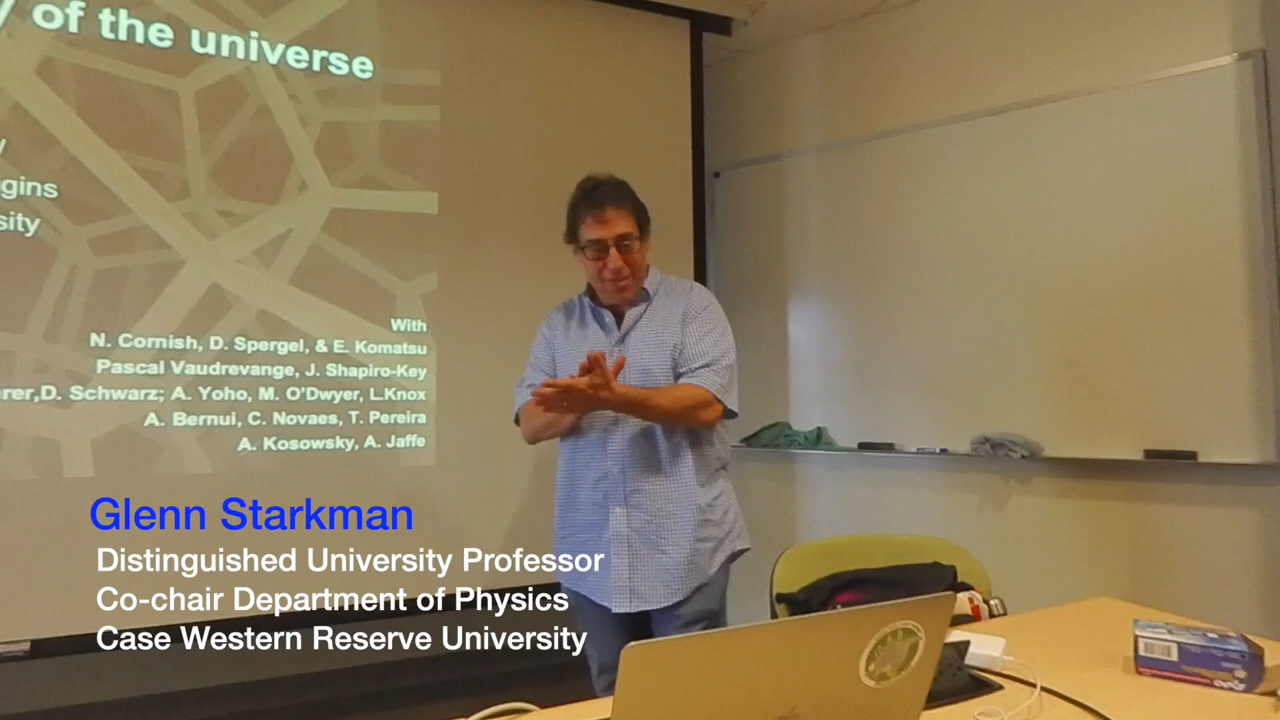 of the universe
gins
sity
With
N. Cornish, D. Spergel, & E. Komatsu
Pascal Vaudrevange, J. Shapiro-Key
rer,D. Schwarz; A. Yoho, M. O'Dwyer, L.Knox
A. Bernui, C. Novaes, T. Pereira
A. Kosowsky, A. Jaffe
Glenn Starkman
Distinguished University Professor
Co-chair Department of Physics
Case Western Reserve University